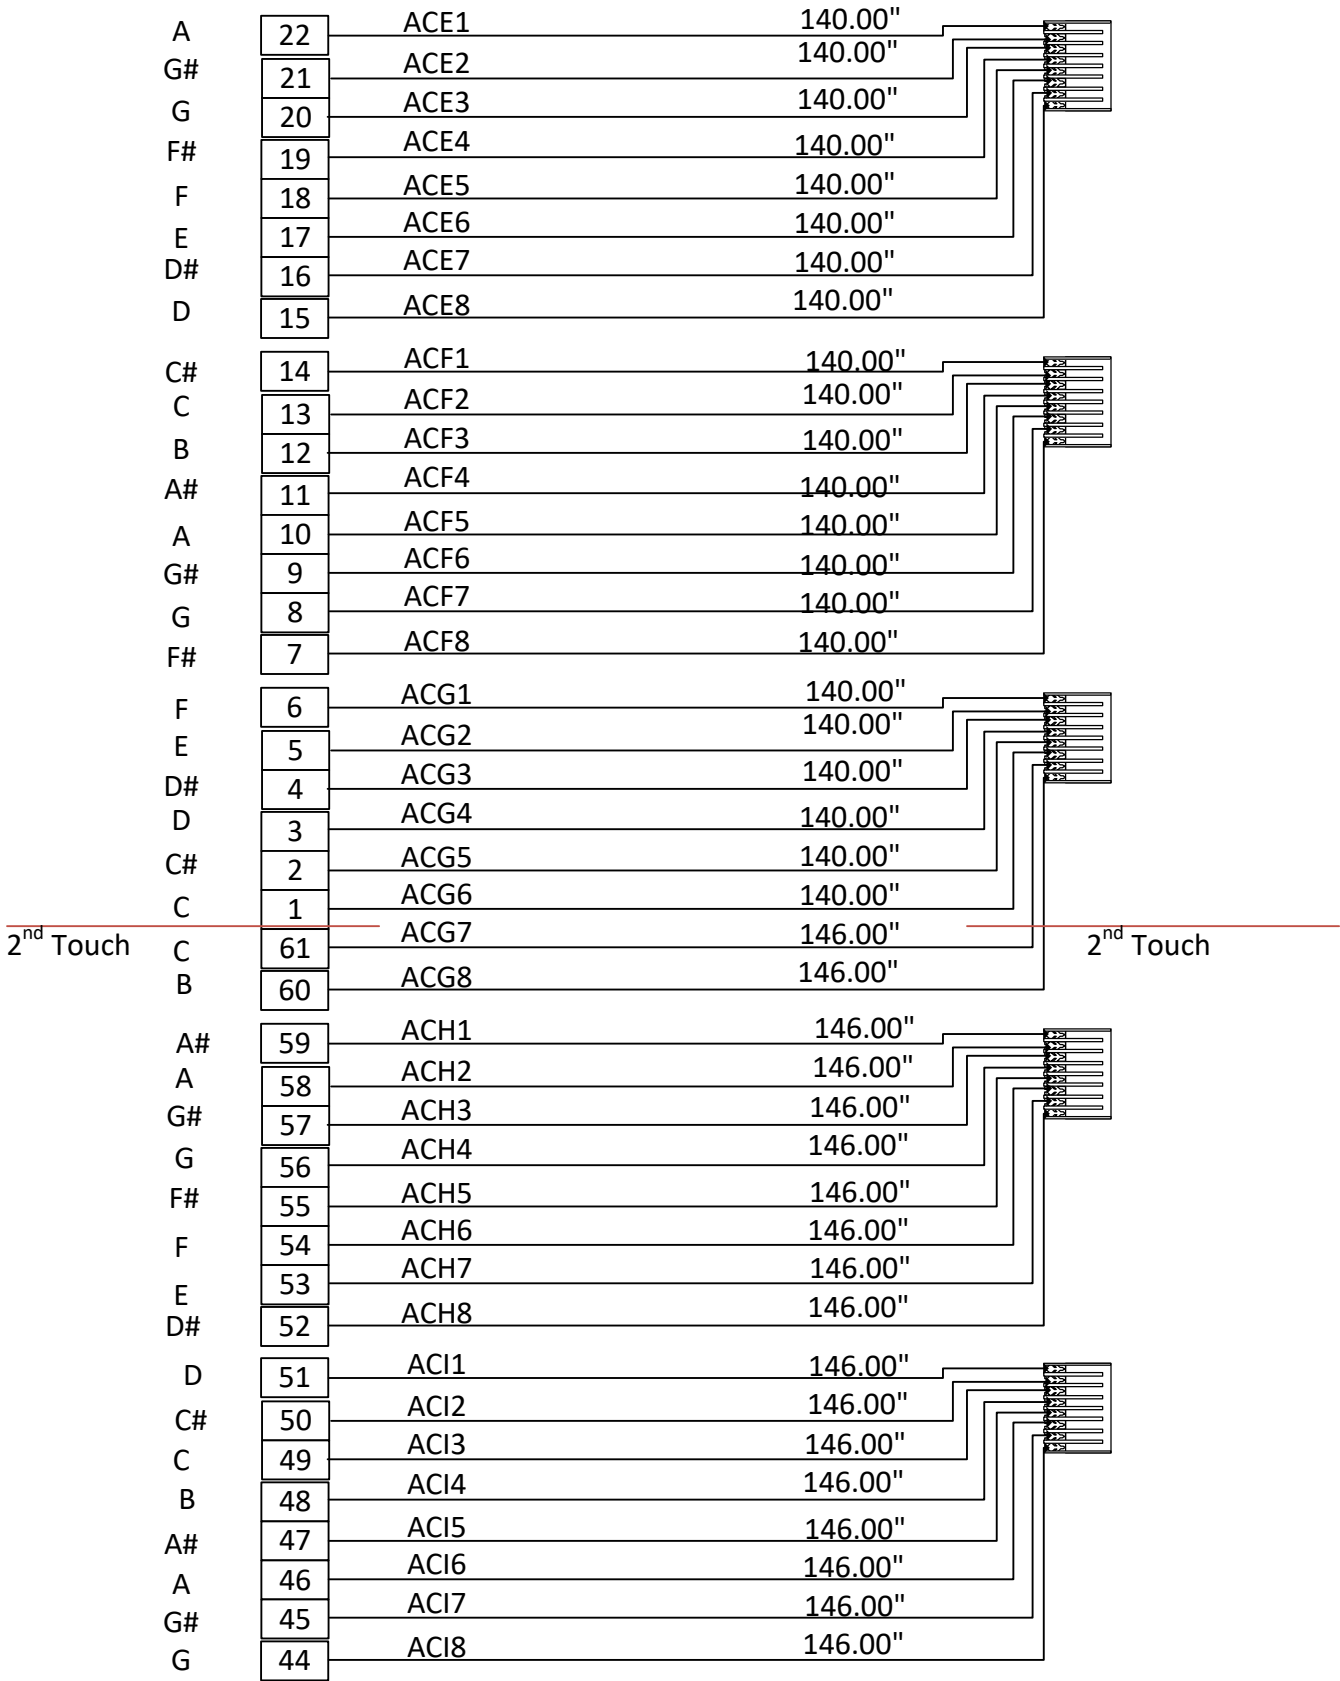 A 22 ACE1 140.00"
G# 21 ACE2 140.00"
G 20 ACE3 140.00"
F# 19 ACE4 140.00"
F 18 ACE5 140.00"
E 17 ACE6 140.00"
D# 16 ACE7 140.00"
D 15 ACE8 140.00"
C# 14 ACF1 140.00"
C 13 ACF2 140.00"
B 12 ACF3 140.00"
A# 11 ACF4 140.00"
A 10 ACF5 140.00"
G# 9 ACF6 140.00"
G 8 ACF7 140.00"
F# 7 ACF8 140.00"
F 6 ACG1 140.00"
E 5 ACG2 140.00"
D# 4 ACG3 140.00"
D 3 ACG4 140.00"
C# 2 ACG5 140.00"
C 1 ACG6 140.00"
2nd Touch C 61 ACG7 146.00" 2nd Touch
B 60 ACG8 146.00"
A# 59 ACH1 146.00"
A 58 ACH2 146.00"
G# 57 ACH3 146.00"
G 56 ACH4 146.00"
F# 55 ACH5 146.00"
F 54 ACH6 146.00"
E 53 ACH7 146.00"
D# 52 ACH8 146.00"
D 51 ACI1 146.00"
C# 50 ACI2 146.00"
C 49 ACI3 146.00"
B 48 ACI4 146.00"
A# 47 ACI5 146.00"
A 46 ACI6 146.00"
G# 45 ACI7 146.00"
G 44 ACI8 146.00"